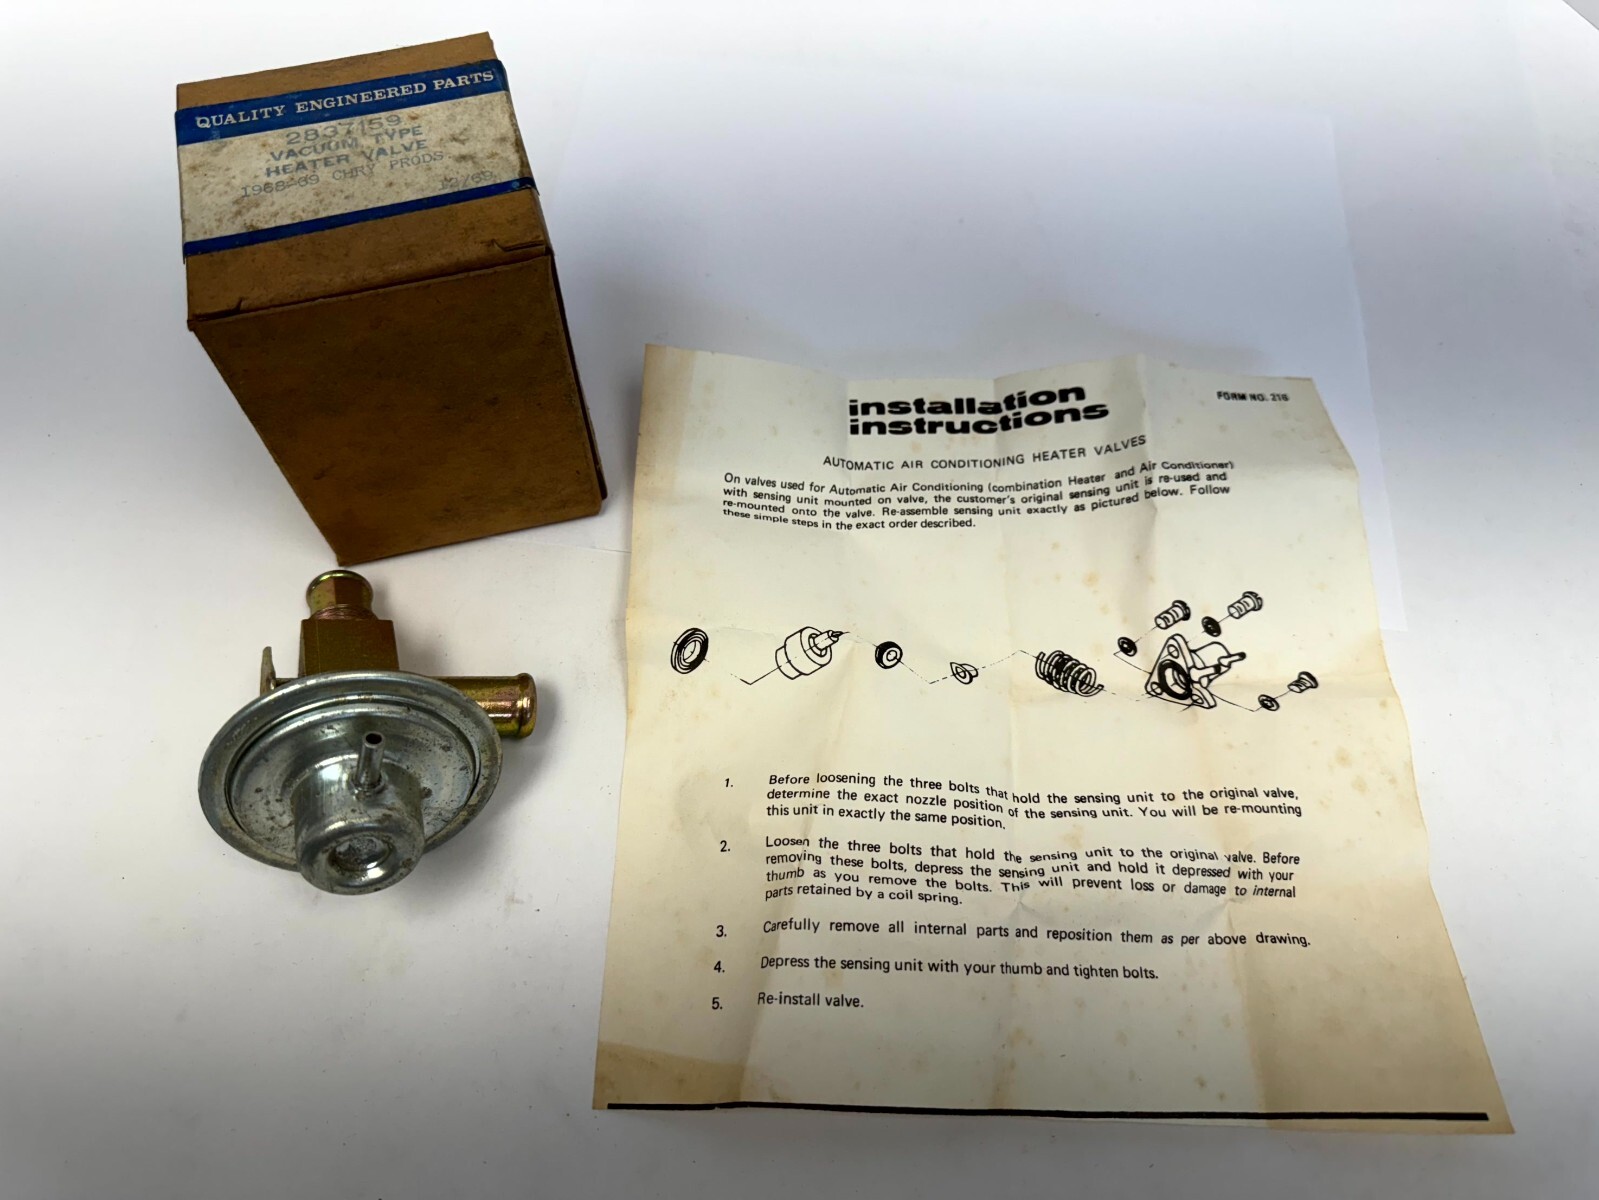 QUALITY ENGINEERED PARTS
2837159
VACUUM TYPE
HEATER VALVE
1968-69 CHRY PRODS.
12/68
installation
instructions
FORM NO. 216
AUTOMATIC AIR CONDITIONING HEATER VALVES
On valves used for Automatic Air Conditioning (combination Heater and Air Conditioner)
with sensing unit mounted on valve, the customer's original sensing unit is re-used and
re-mounted onto the valve. Re-assemble sensing unit exactly as pictured below. Follow
these simple steps in the exact order described.
1. Before loosening the three bolts that hold the sensing unit to the original valve,
determine the exact nozzle position of the sensing unit. You will be re-mounting
this unit in exactly the same position.
2. Loosen the three bolts that hold the sensing unit to the original valve. Before
removing these bolts, depress the sensing unit and hold it depressed with your
thumb as you remove the bolts. This will prevent loss or damage to internal
parts retained by a coil spring.
3. Carefully remove all internal parts and reposition them as per above drawing.
4. Depress the sensing unit with your thumb and tighten bolts.
5. Re-install valve.